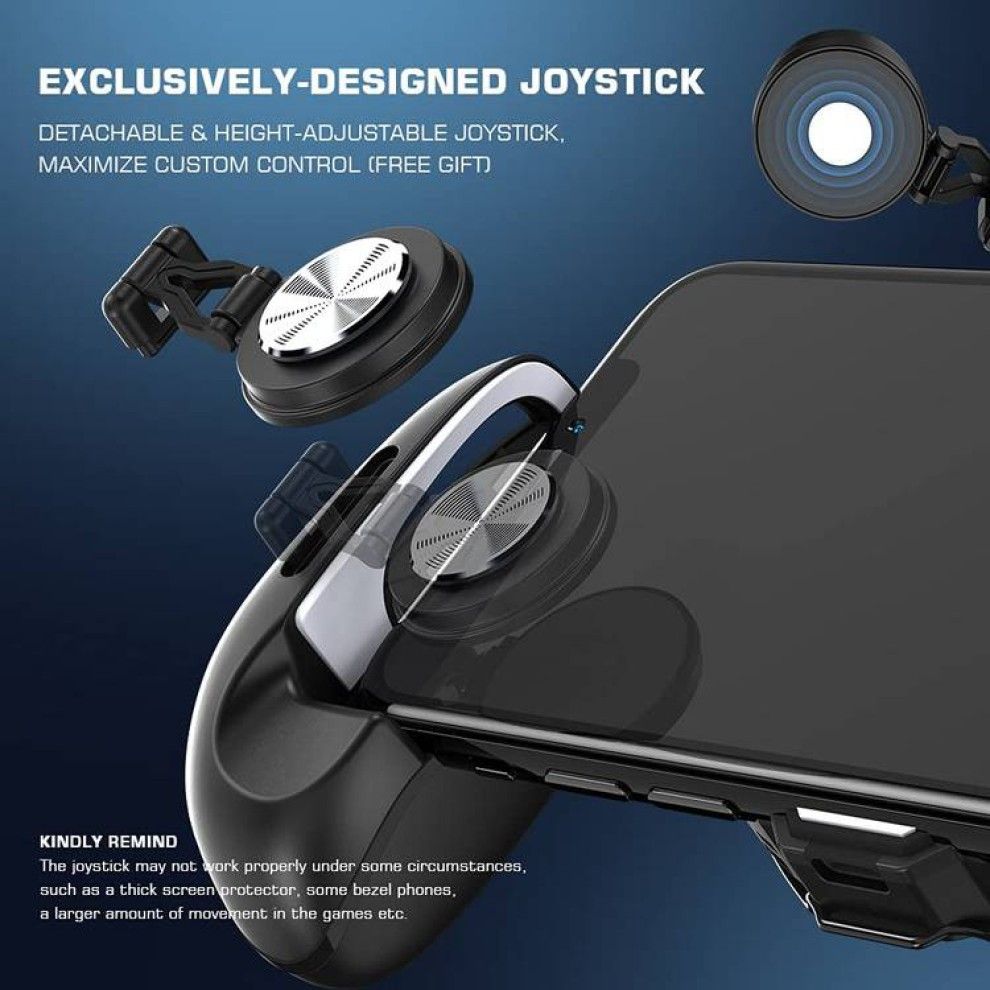 EXCLUSIVELY-DESIGNED JOYSTICK
DETACHABLE & HEIGHT-ADJUSTABLE JOYSTICK,
MAXIMIZE CUSTOM CONTROL (FREE GIFT)
KINDLY REMIND
The joystick may not work properly under some circumstances,
such as a thick screen protector, some bezel phones,
a larger amount of movement in the games etc.